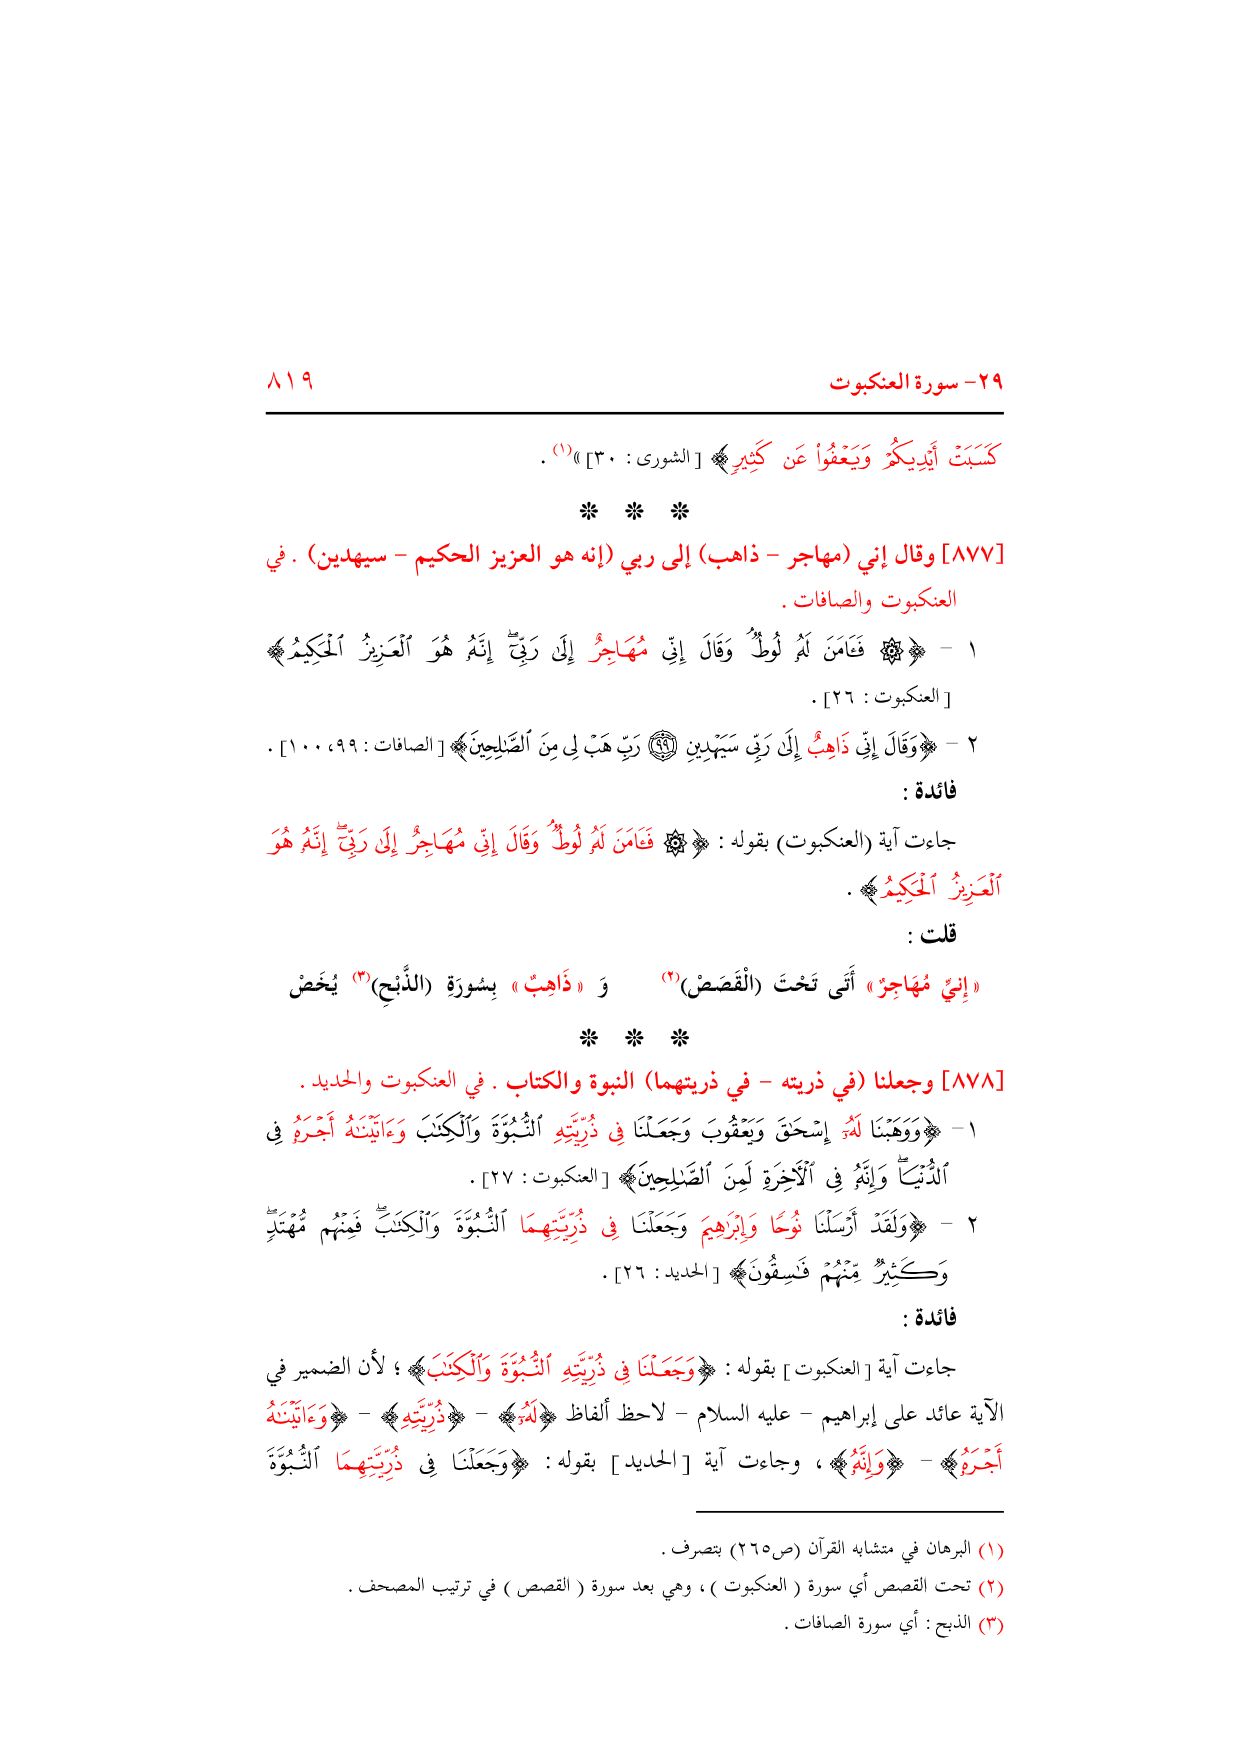 ٢٩- سورة العنكبوت ٨١٩
كَسَبَتْ أَيْدِيكُمْ وَيَعْفُوا۟ عَن كَثِيرٍ﴾ [الشورى : ٣٠]»(١) .
❊ ❊ ❊
[٨٧٧] وقال إني (مهاجر – ذاهب) إلى ربي (إنه هو العزيز الحكيم – سيهدين) . في
العنكبوت والصافات .
١ – ﴿۞ فَـَٔامَنَ لَهُۥ لُوطٌ ۘ وَقَالَ إِنِّى مُهَاجِرٌ إِلَىٰ رَبِّىٓ ۖ إِنَّهُۥ هُوَ ٱلْعَزِيزُ ٱلْحَكِيمُ﴾
[العنكبوت : ٢٦] .
٢ – ﴿وَقَالَ إِنِّى ذَاهِبٌ إِلَىٰ رَبِّى سَيَهْدِينِ ۝٩٩ رَبِّ هَبْ لِى مِنَ ٱلصَّـٰلِحِينَ﴾ [الصافات : ٩٩، ١٠٠] .
فائدة :
جاءت آية (العنكبوت) بقوله : ﴿۞ فَـَٔامَنَ لَهُۥ لُوطٌ ۘ وَقَالَ إِنِّى مُهَاجِرٌ إِلَىٰ رَبِّىٓ ۖ إِنَّهُۥ هُوَ
ٱلْعَزِيزُ ٱلْحَكِيمُ﴾ .
قلت :
« إِنيِّ مُهَاجِرٌ » أَتَى تَحْتَ (الْقَصَصْ)(٢) وَ « ذَاهِبٌ » بِسُورَةِ (الذَّبْحِ)(٣) يُخَصْ
❊ ❊ ❊
[٨٧٨] وجعلنا (في ذريته – في ذريتهما) النبوة والكتاب . في العنكبوت والحديد .
١ – ﴿وَوَهَبْنَا لَهُۥٓ إِسْحَـٰقَ وَيَعْقُوبَ وَجَعَلْنَا فِى ذُرِّيَّتِهِ ٱلنُّبُوَّةَ وَٱلْكِتَـٰبَ وَءَاتَيْنَـٰهُ أَجْرَهُۥ فِى
ٱلدُّنْيَا ۖ وَإِنَّهُۥ فِى ٱلْـَٔاخِرَةِ لَمِنَ ٱلصَّـٰلِحِينَ﴾ [العنكبوت : ٢٧] .
٢ – ﴿وَلَقَدْ أَرْسَلْنَا نُوحًا وَإِبْرَٰهِيمَ وَجَعَلْنَا فِى ذُرِّيَّتِهِمَا ٱلنُّبُوَّةَ وَٱلْكِتَـٰبَ ۖ فَمِنْهُم مُّهْتَدٍ ۖ
وَكَثِيرٌ مِّنْهُمْ فَـٰسِقُونَ﴾ [الحديد : ٢٦] .
فائدة :
جاءت آية [العنكبوت] بقوله : ﴿وَجَعَلْنَا فِى ذُرِّيَّتِهِ ٱلنُّبُوَّةَ وَٱلْكِتَـٰبَ﴾ ؛ لأن الضمير في
الآية عائد على إبراهيم – عليه السلام – لاحظ ألفاظ ﴿لَهُۥٓ﴾ – ﴿ذُرِّيَّتِهِ﴾ – ﴿وَءَاتَيْنَـٰهُ
أَجْرَهُۥ﴾ – ﴿وَإِنَّهُۥ﴾ ، وجاءت آية [الحديد] بقوله : ﴿وَجَعَلْنَا فِى ذُرِّيَّتِهِمَا ٱلنُّبُوَّةَ
(١) البرهان في متشابه القرآن (ص٢٦٥) بتصرف .
(٢) تحت القصص أي سورة ( العنكبوت ) ، وهي بعد سورة ( القصص ) في ترتيب المصحف .
(٣) الذبح : أي سورة الصافات .